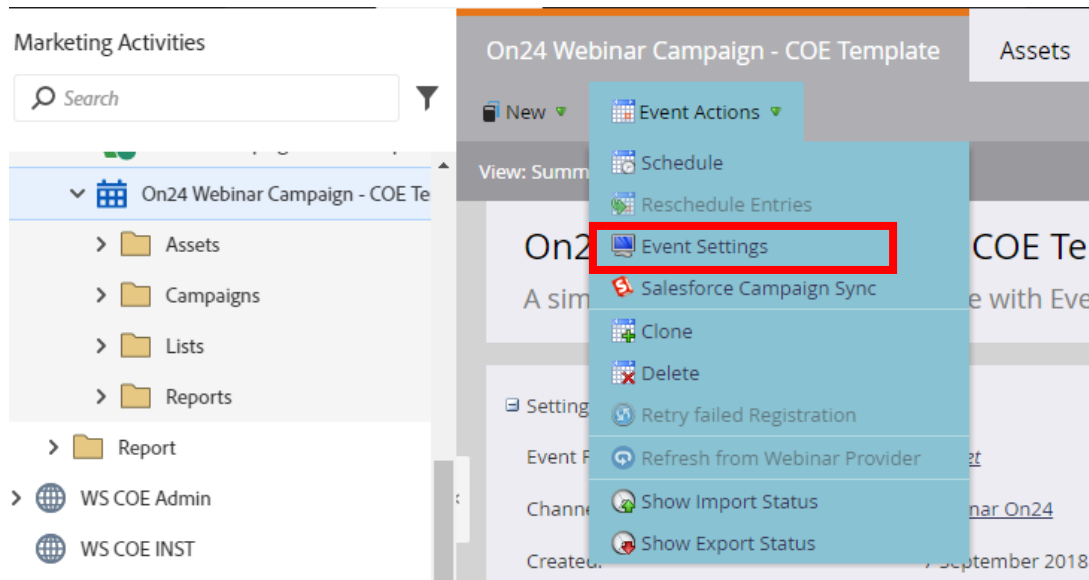 Marketing Activities
Search
On24 Webinar Campaign - COE Te
Assets
Campaigns
Lists
Reports
Report
WS COE Admin
WS COE INST
On24 Webinar Campaign - COE Template
Assets
New
Event Actions
View: Summ
Schedule
Reschedule Entries
Event Settings
Salesforce Campaign Sync
Clone
Delete
Retry failed Registration
Refresh from Webinar Provider
Show Import Status
Show Export Status
On2 COE Te
A sim e with Eve
Setting
Event
Channe nar On24
Created: 7 September 2018